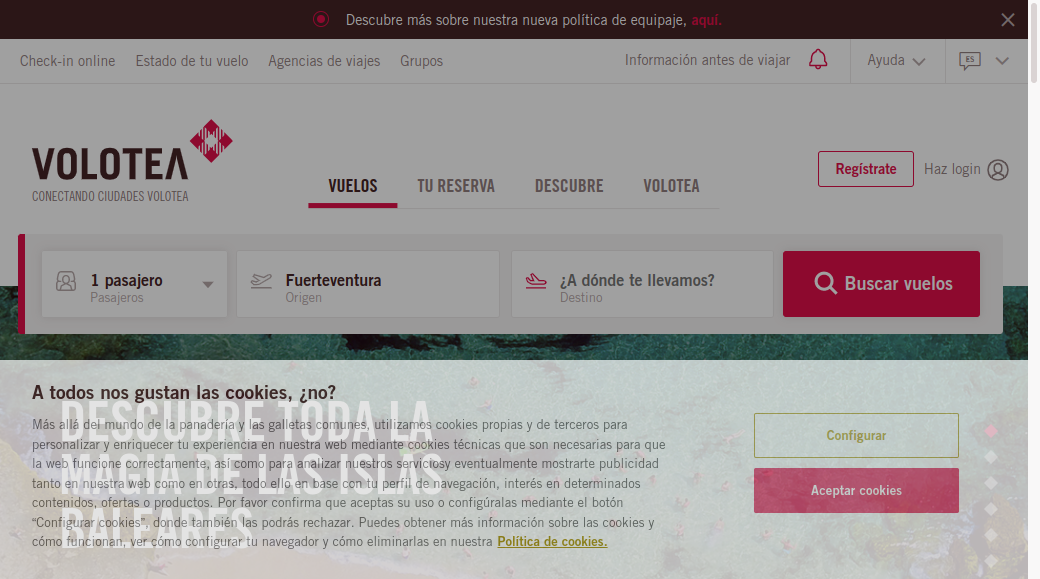 Descubre más sobre nuestra nueva política de equipaje, aquí.
Check-in online Estado de tu vuelo Agencias de viajes Grupos Información antes de viajar Ayuda ES
VOLOTEA
CONECTANDO CIUDADES VOLOTEA
VUELOS TU RESERVA DESCUBRE VOLOTEA
Regístrate Haz login
1 pasajero
Pasajeros
Fuerteventura
Origen
¿A dónde te llevamos?
Destino
Buscar vuelos
A todos nos gustan las cookies, ¿no?
Más allá del mundo de la panadería y las galletas comunes, utilizamos cookies propias y de terceros para
personalizar y enriquecer tu experiencia en nuestra web mediante cookies técnicas que son necesarias para que
la web funcione correctamente, así como para analizar nuestros serviciosy eventualmente mostrarte publicidad
tanto en nuestra web como en otras, todo ello en base con tu perfil de navegación, interés en determinados
contenidos, ofertas o productos. Por favor confirma que aceptas su uso o configúralas mediante el botón
“Configurar cookies”, donde también las podrás rechazar. Puedes obtener más información sobre las cookies y
cómo funcionan, ver cómo configurar tu navegador y cómo eliminarlas en nuestra Política de cookies.
Configurar
Aceptar cookies
DESCUBRE TODA LA
MAGIA DE LAS ISLAS
BALEARES